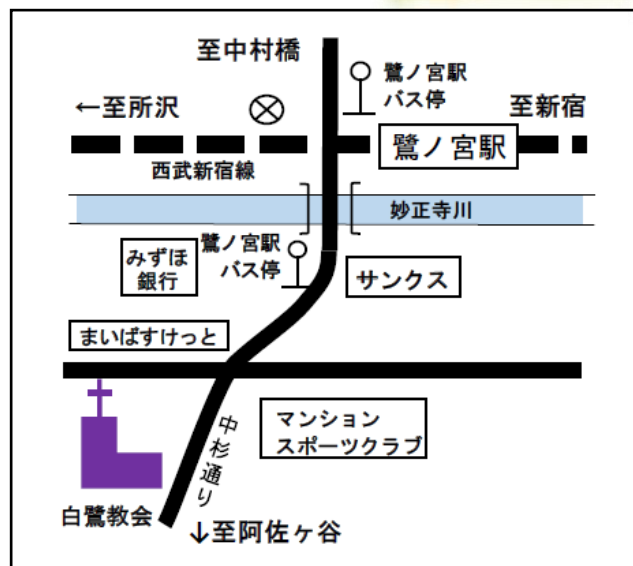 至中村橋
鷺ノ宮駅
バス停
←至所沢
至新宿
鷺ノ宮駅
西武新宿線
妙正寺川
みずほ
銀行
鷺ノ宮駅
バス停
サンクス
まいばすけっと
マンション
スポーツクラブ
中杉通り
白鷺教会
↓至阿佐ヶ谷